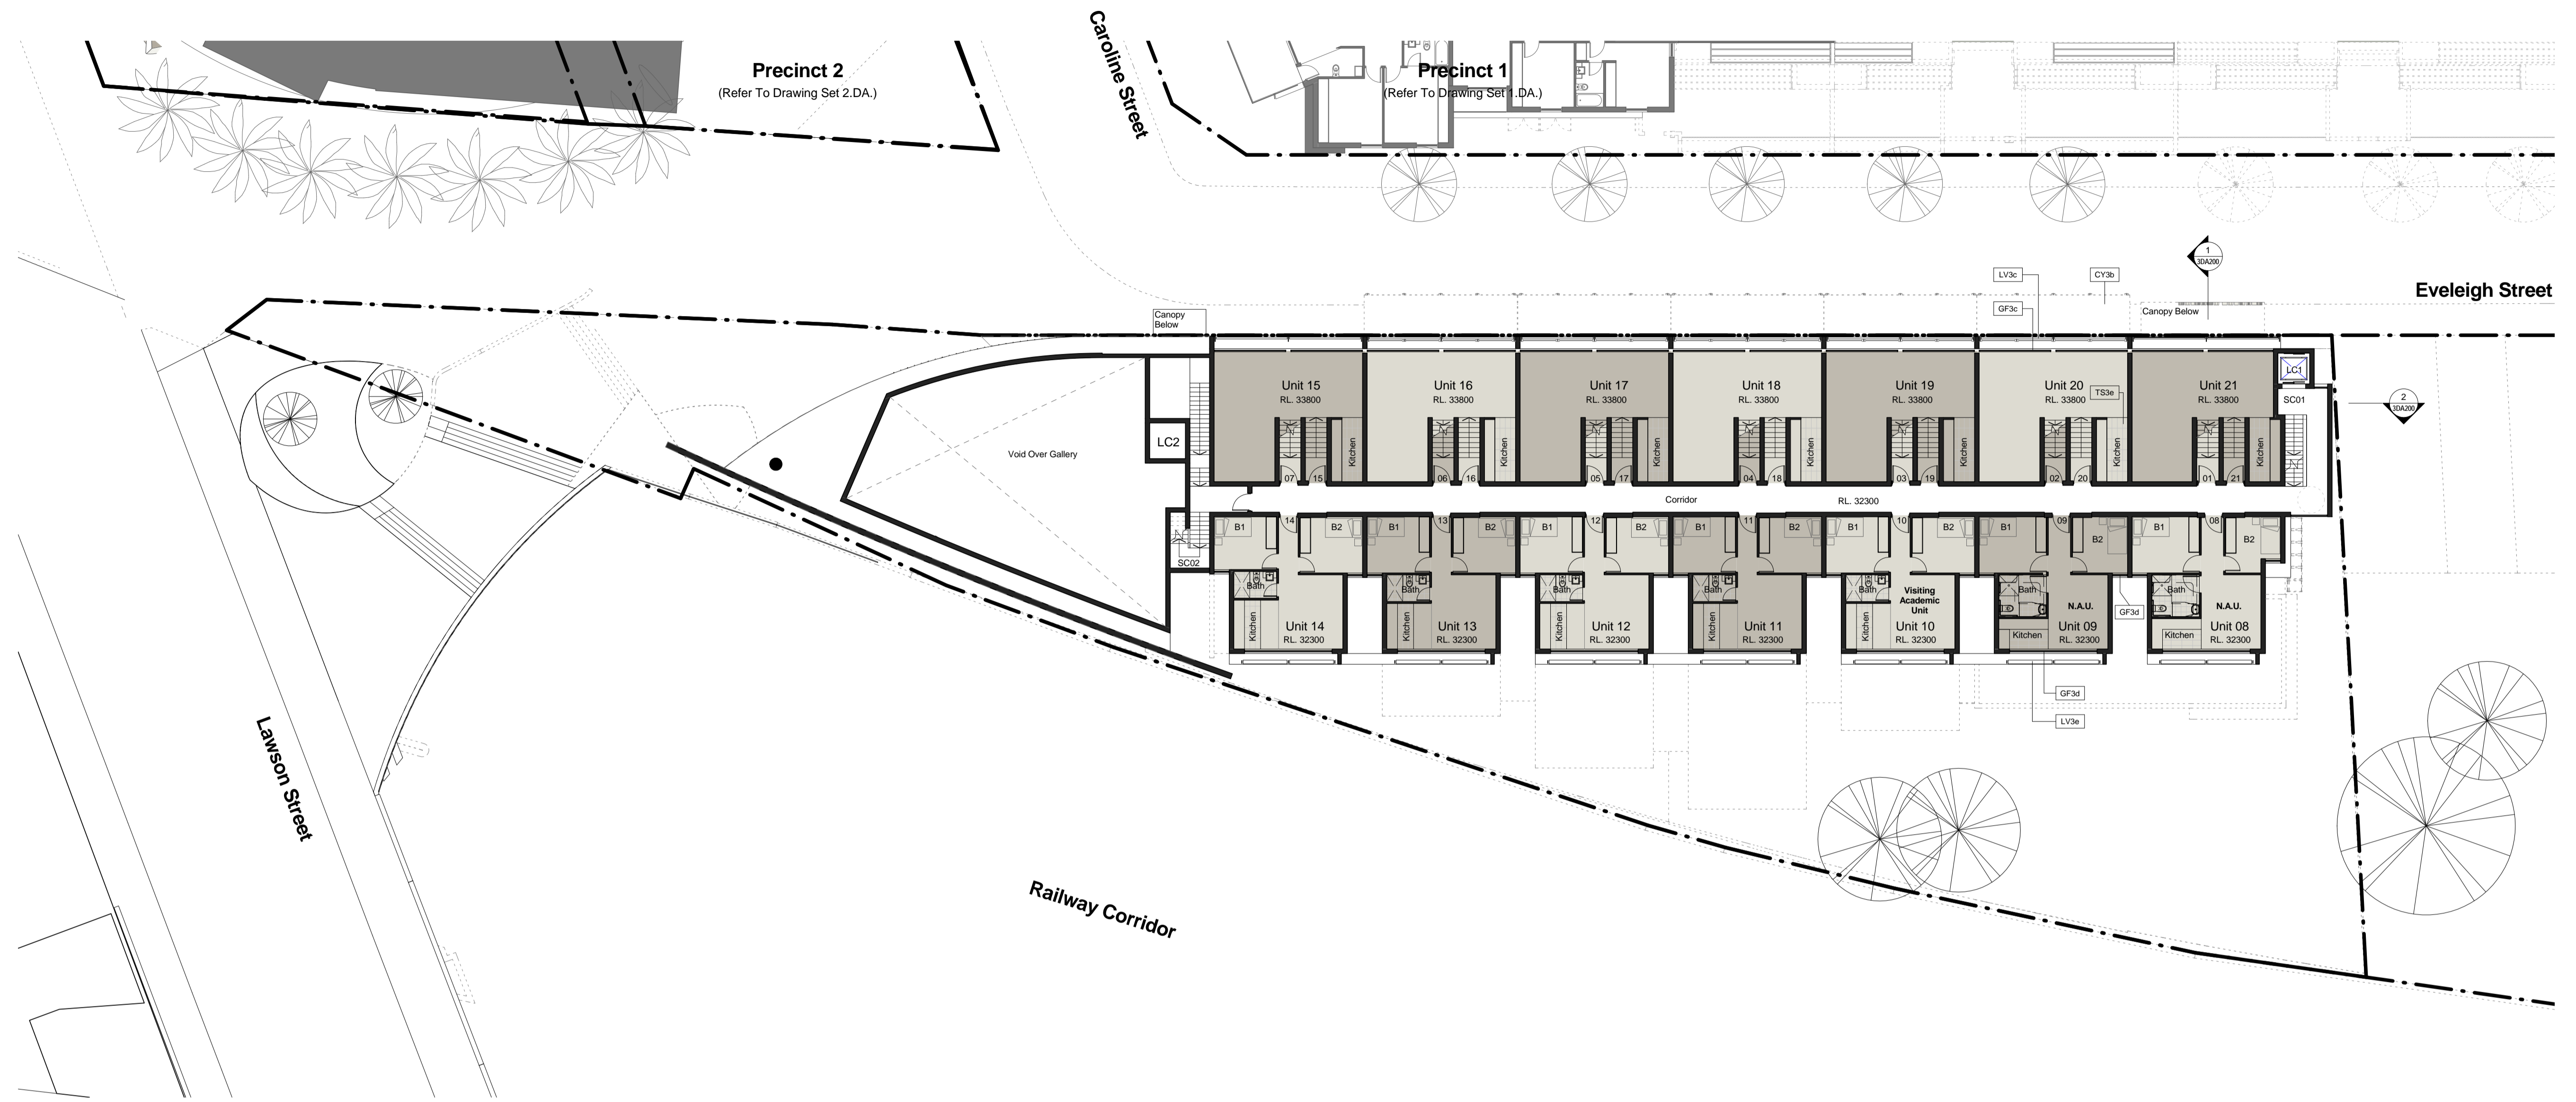 Precinct 2
(Refer To Drawing Set 2.DA.)
Caroline Street
Precinct 1
(Refer To Drawing Set 1.DA.)
1
3DA200
LV3c
CY3b
GF3c
Eveleigh Street
Canopy
Below
Canopy Below
Unit 15
RL. 33800
Unit 16
RL. 33800
Unit 17
RL. 33800
Unit 18
RL. 33800
Unit 19
RL. 33800
Unit 20
RL. 33800
TS3e
Unit 21
RL. 33800
LC1
SC01
2
3DA200
LC2
Void Over Gallery
Kitchen
Kitchen
Kitchen
Kitchen
Kitchen
Kitchen
Kitchen
07
15
06
16
05
17
04
18
03
19
02
20
01
21
Corridor
RL. 32300
B1
14
B2
B1
13
B2
B1
12
B2
B1
11
B2
B1
10
B2
B1
09
B2
B1
08
B2
SC02
Bath
Bath
Bath
Bath
Bath
Bath
Bath
Kitchen
Unit 14
RL. 32300
Kitchen
Unit 13
RL. 32300
Kitchen
Unit 12
RL. 32300
Kitchen
Unit 11
RL. 32300
Kitchen
Visiting
Academic
Unit
Unit 10
RL. 32300
N.A.U.
Kitchen
Unit 09
RL. 32300
GF3d
N.A.U.
Kitchen
Unit 08
RL. 32300
GF3d
LV3e
Lawson Street
Railway Corridor